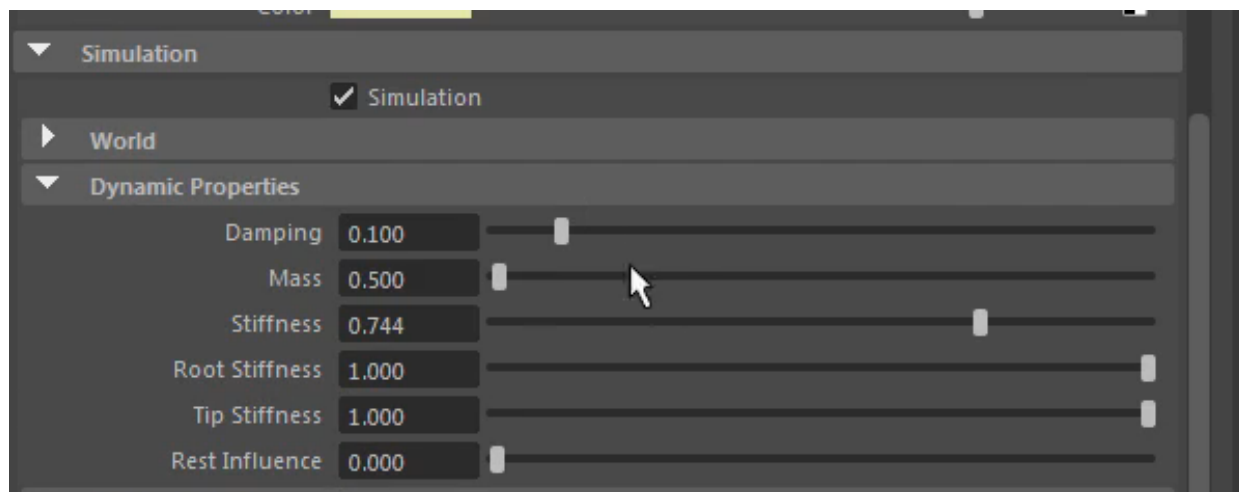 Color
Simulation
Simulation
World
Dynamic Properties
Damping 0.100
Mass 0.500
Stiffness 0.744
Root Stiffness 1.000
Tip Stiffness 1.000
Rest Influence 0.000